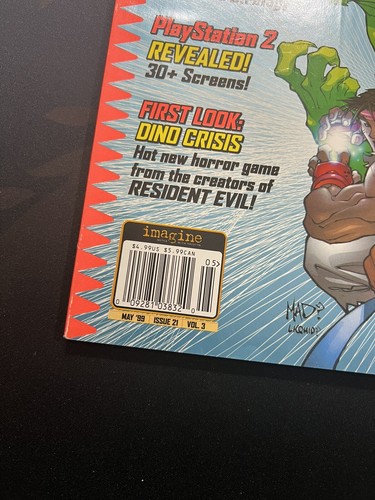 PlayStation 2
REVEALED!
30+ Screens!
FIRST LOOK:
DINO CRISIS
Hot new horror game
from the creators of
RESIDENT EVIL!
imagine
$4.99US $5.99CAN
05>
0 09281 03832 0
MAY '99 ISSUE 21 VOL. 3
MAD?